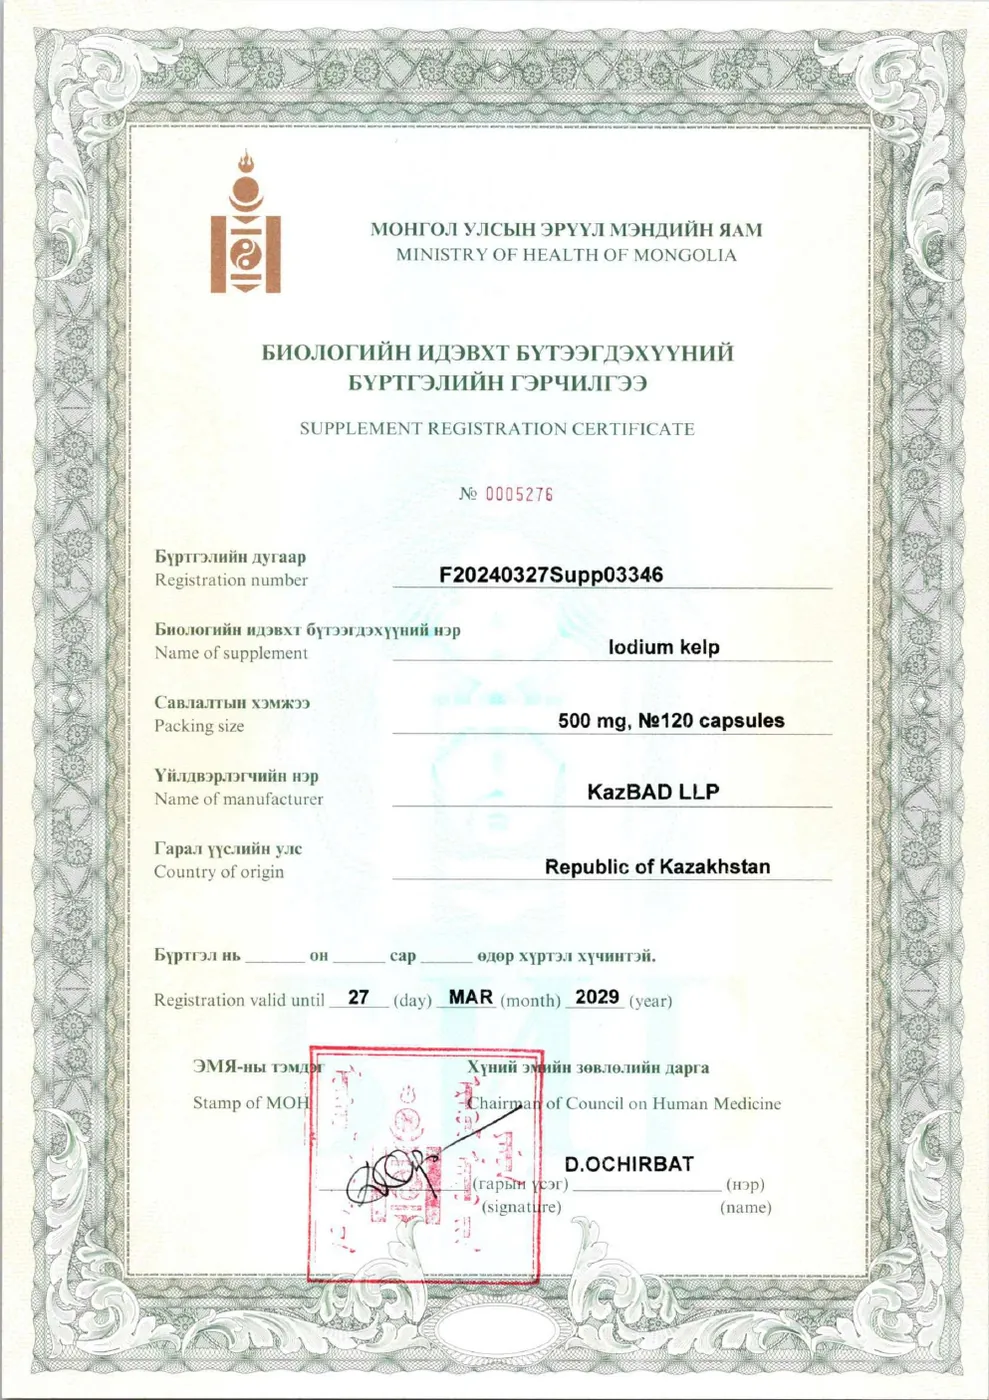 МОНГОЛ УЛСЫН ЭРҮҮЛ МЭНДИЙН ЯАМ
MINISTRY OF HEALTH OF MONGOLIA
БИОЛОГИЙН ИДЭВХТ БҮТЭЭГДЭХҮҮНИЙ
БҮРТГЭЛИЙН ГЭРЧИЛГЭЭ
SUPPLEMENT REGISTRATION CERTIFICATE
№ 0005276
Бүртгэлийн дугаар
Registration number F20240327Supp03346
Биологийн идэвхт бүтээгдэхүүний нэр
Name of supplement Iodium kelp
Савлалтын хэмжээ
Packing size 500 mg, №120 capsules
Үйлдвэрлэгчийн нэр
Name of manufacturer KazBAD LLP
Гарал үүслийн улс
Country of origin Republic of Kazakhstan
Бүртгэл нь ______ он ______ сар ______ өдөр хүртэл хүчинтэй.
Registration valid until 27 (day) MAR (month) 2029 (year)
ЭМЯ-ны тэмдэг Хүний эмийн зөвлөлийн дарга
Stamp of MOH Chairman of Council on Human Medicine
D.OCHIRBAT
(гарын үсэг) ______ (нэр)
(signature) (name)